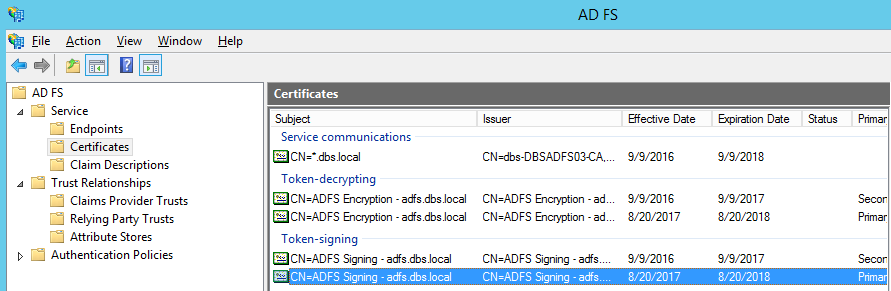 AD FS
File Action View Window Help
AD FS
Service
Endpoints
Certificates
Claim Descriptions
Trust Relationships
Claims Provider Trusts
Relying Party Trusts
Attribute Stores
Authentication Policies
Certificates
Subject Issuer Effective Date Expiration Date Status Primar
Service communications
CN=*.dbs.local CN=dbs-DBSADFS03-CA,... 9/9/2016 9/9/2018
Token-decrypting
CN=ADFS Encryption - adfs.dbs.local CN=ADFS Encryption - ad... 9/9/2016 9/9/2017 Secon
CN=ADFS Encryption - adfs.dbs.local CN=ADFS Encryption - ad... 8/20/2017 8/20/2018 Primar
Token-signing
CN=ADFS Signing - adfs.dbs.local CN=ADFS Signing - adfs.... 9/9/2016 9/9/2017 Secon
CN=ADFS Signing - adfs.dbs.local CN=ADFS Signing - adfs.... 8/20/2017 8/20/2018 Primar